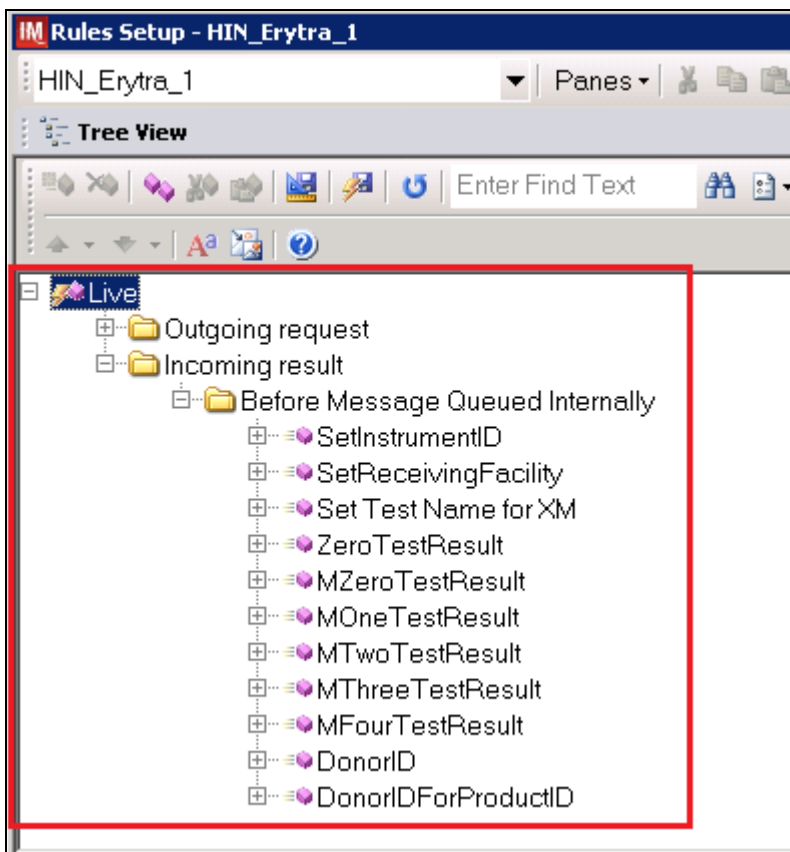 IM Rules Setup - HIN_Erytra_1
HIN_Erytra_1 Panes
Tree View
Enter Find Text
Aa
Live
Outgoing request
Incoming result
Before Message Queued Internally
SetInstrumentID
SetReceivingFacility
Set Test Name for XM
ZeroTestResult
MZeroTestResult
MOneTestResult
MTwoTestResult
MThreeTestResult
MFourTestResult
DonorID
DonorIDForProductID